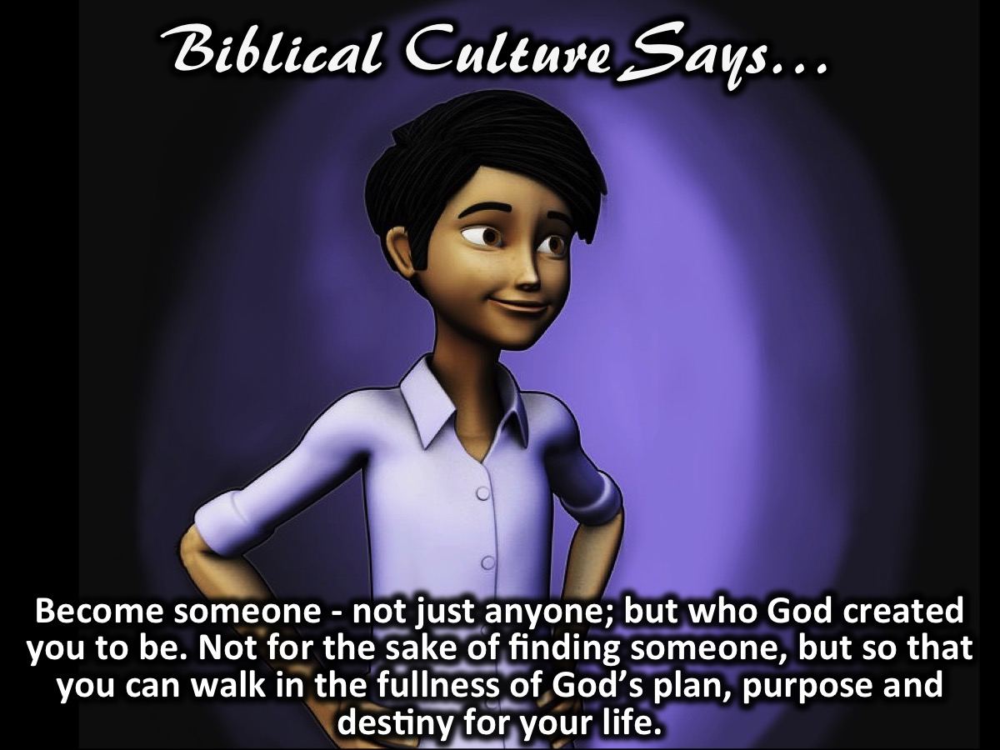 Biblical Culture Says...
Become someone - not just anyone; but who God created
you to be. Not for the sake of finding someone, but so that
you can walk in the fullness of God’s plan, purpose and
destiny for your life.